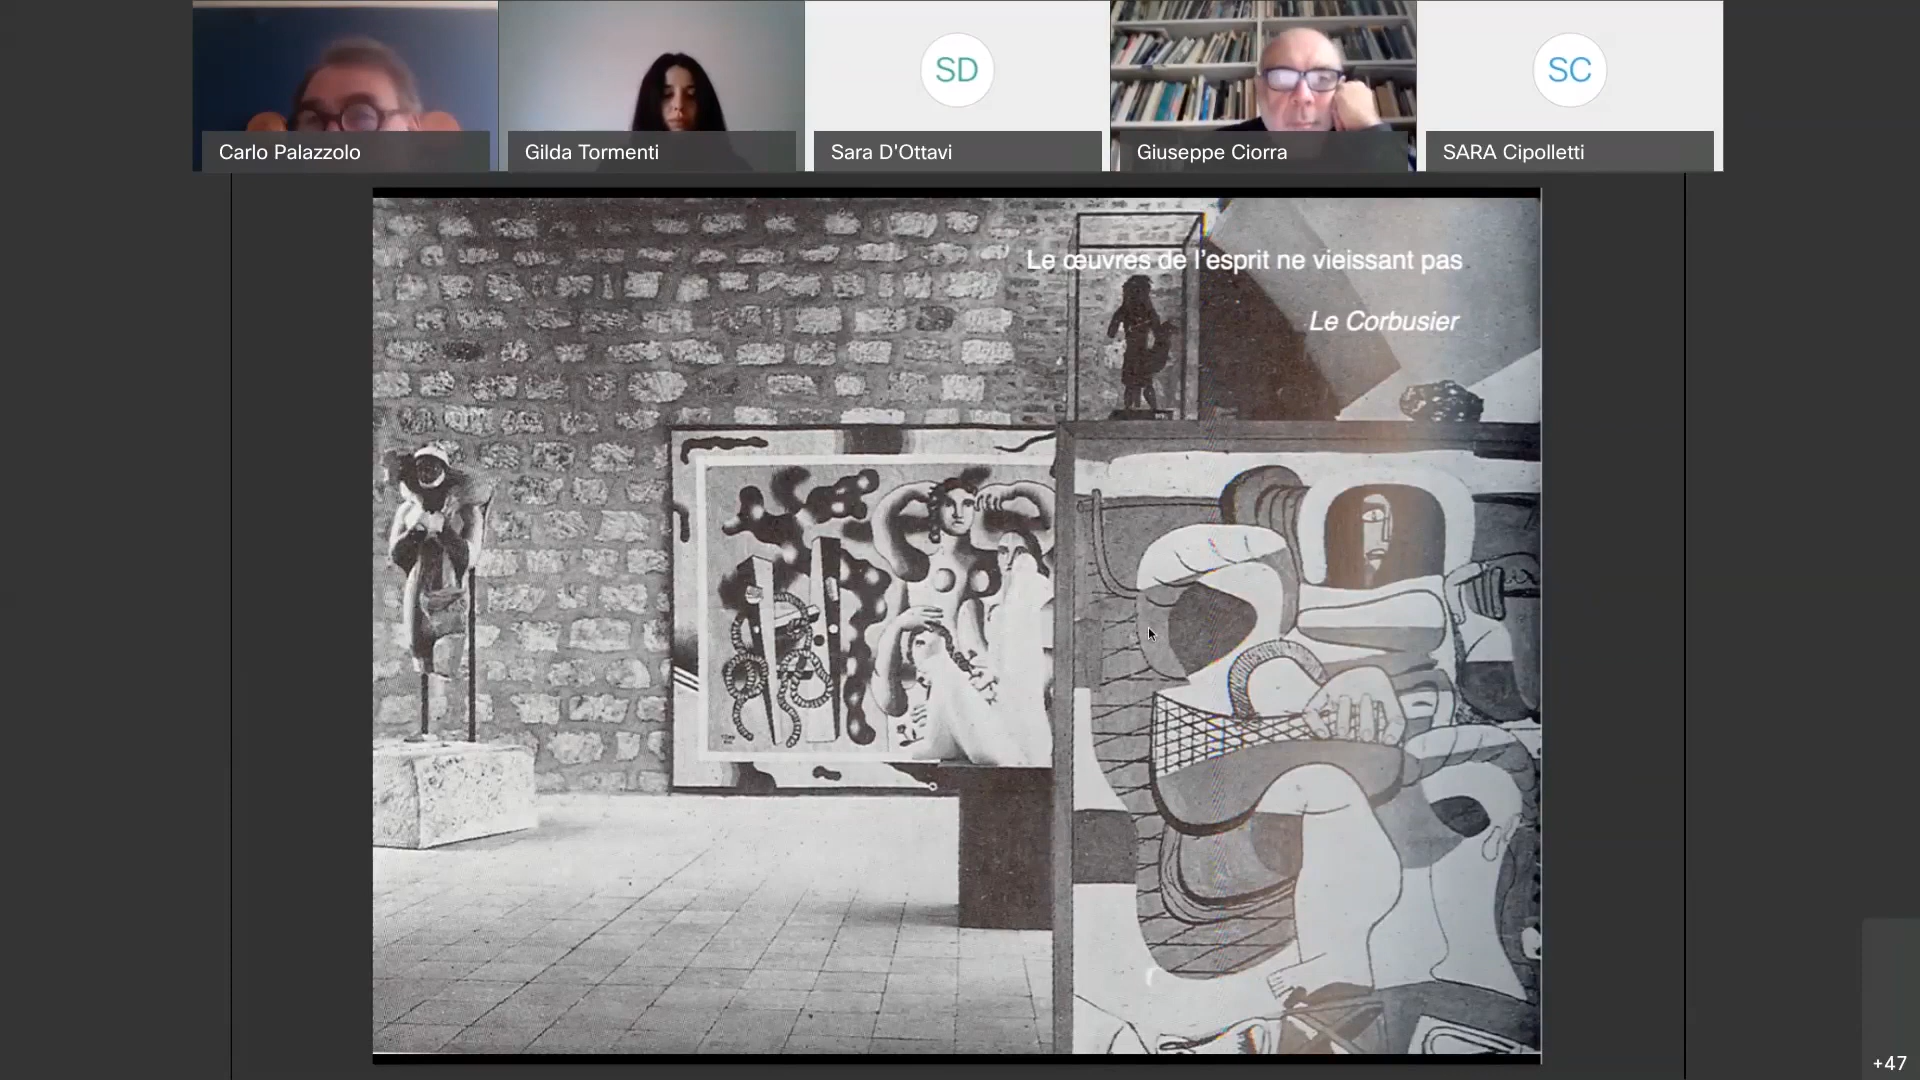 Carlo Palazzolo
Gilda Tormenti
SD
Sara D'Ottavi
Giuseppe Ciorra
SC
SARA Cipolletti
Le œuvres de l'esprit ne vieissant pas
Le Corbusier
+47